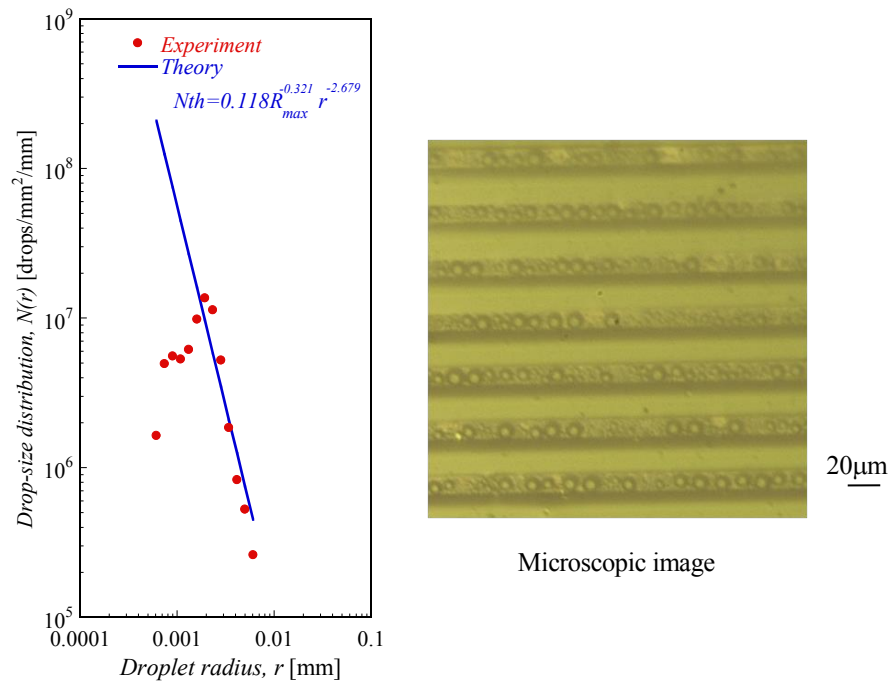 10^9
10^8
10^7
10^6
10^5
Drop-size distribution, N(r) [drops/mm^2/mm]
Experiment
Theory
Nth=0.118R_max^-0.321 r^-2.679
0.0001 0.001 0.01 0.1
Droplet radius, r [mm]
20μm
Microscopic image